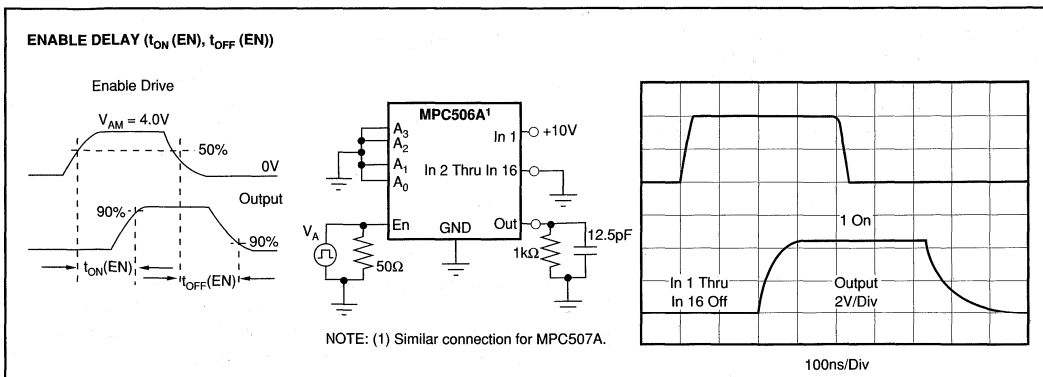 ENABLE DELAY (tON (EN), tOFF (EN))
Enable Drive
VAM = 4.0V
50%
0V
Output
90%
90%
tON(EN)
tOFF(EN)
MPC506A1
A3
A2
A1
A0
In 1
+10V
In 2 Thru In 16
En
GND
Out
VA
50Ω
1kΩ
12.5pF
NOTE: (1) Similar connection for MPC507A.
1 On
In 1 Thru
In 16 Off
Output
2V/Div
100ns/Div